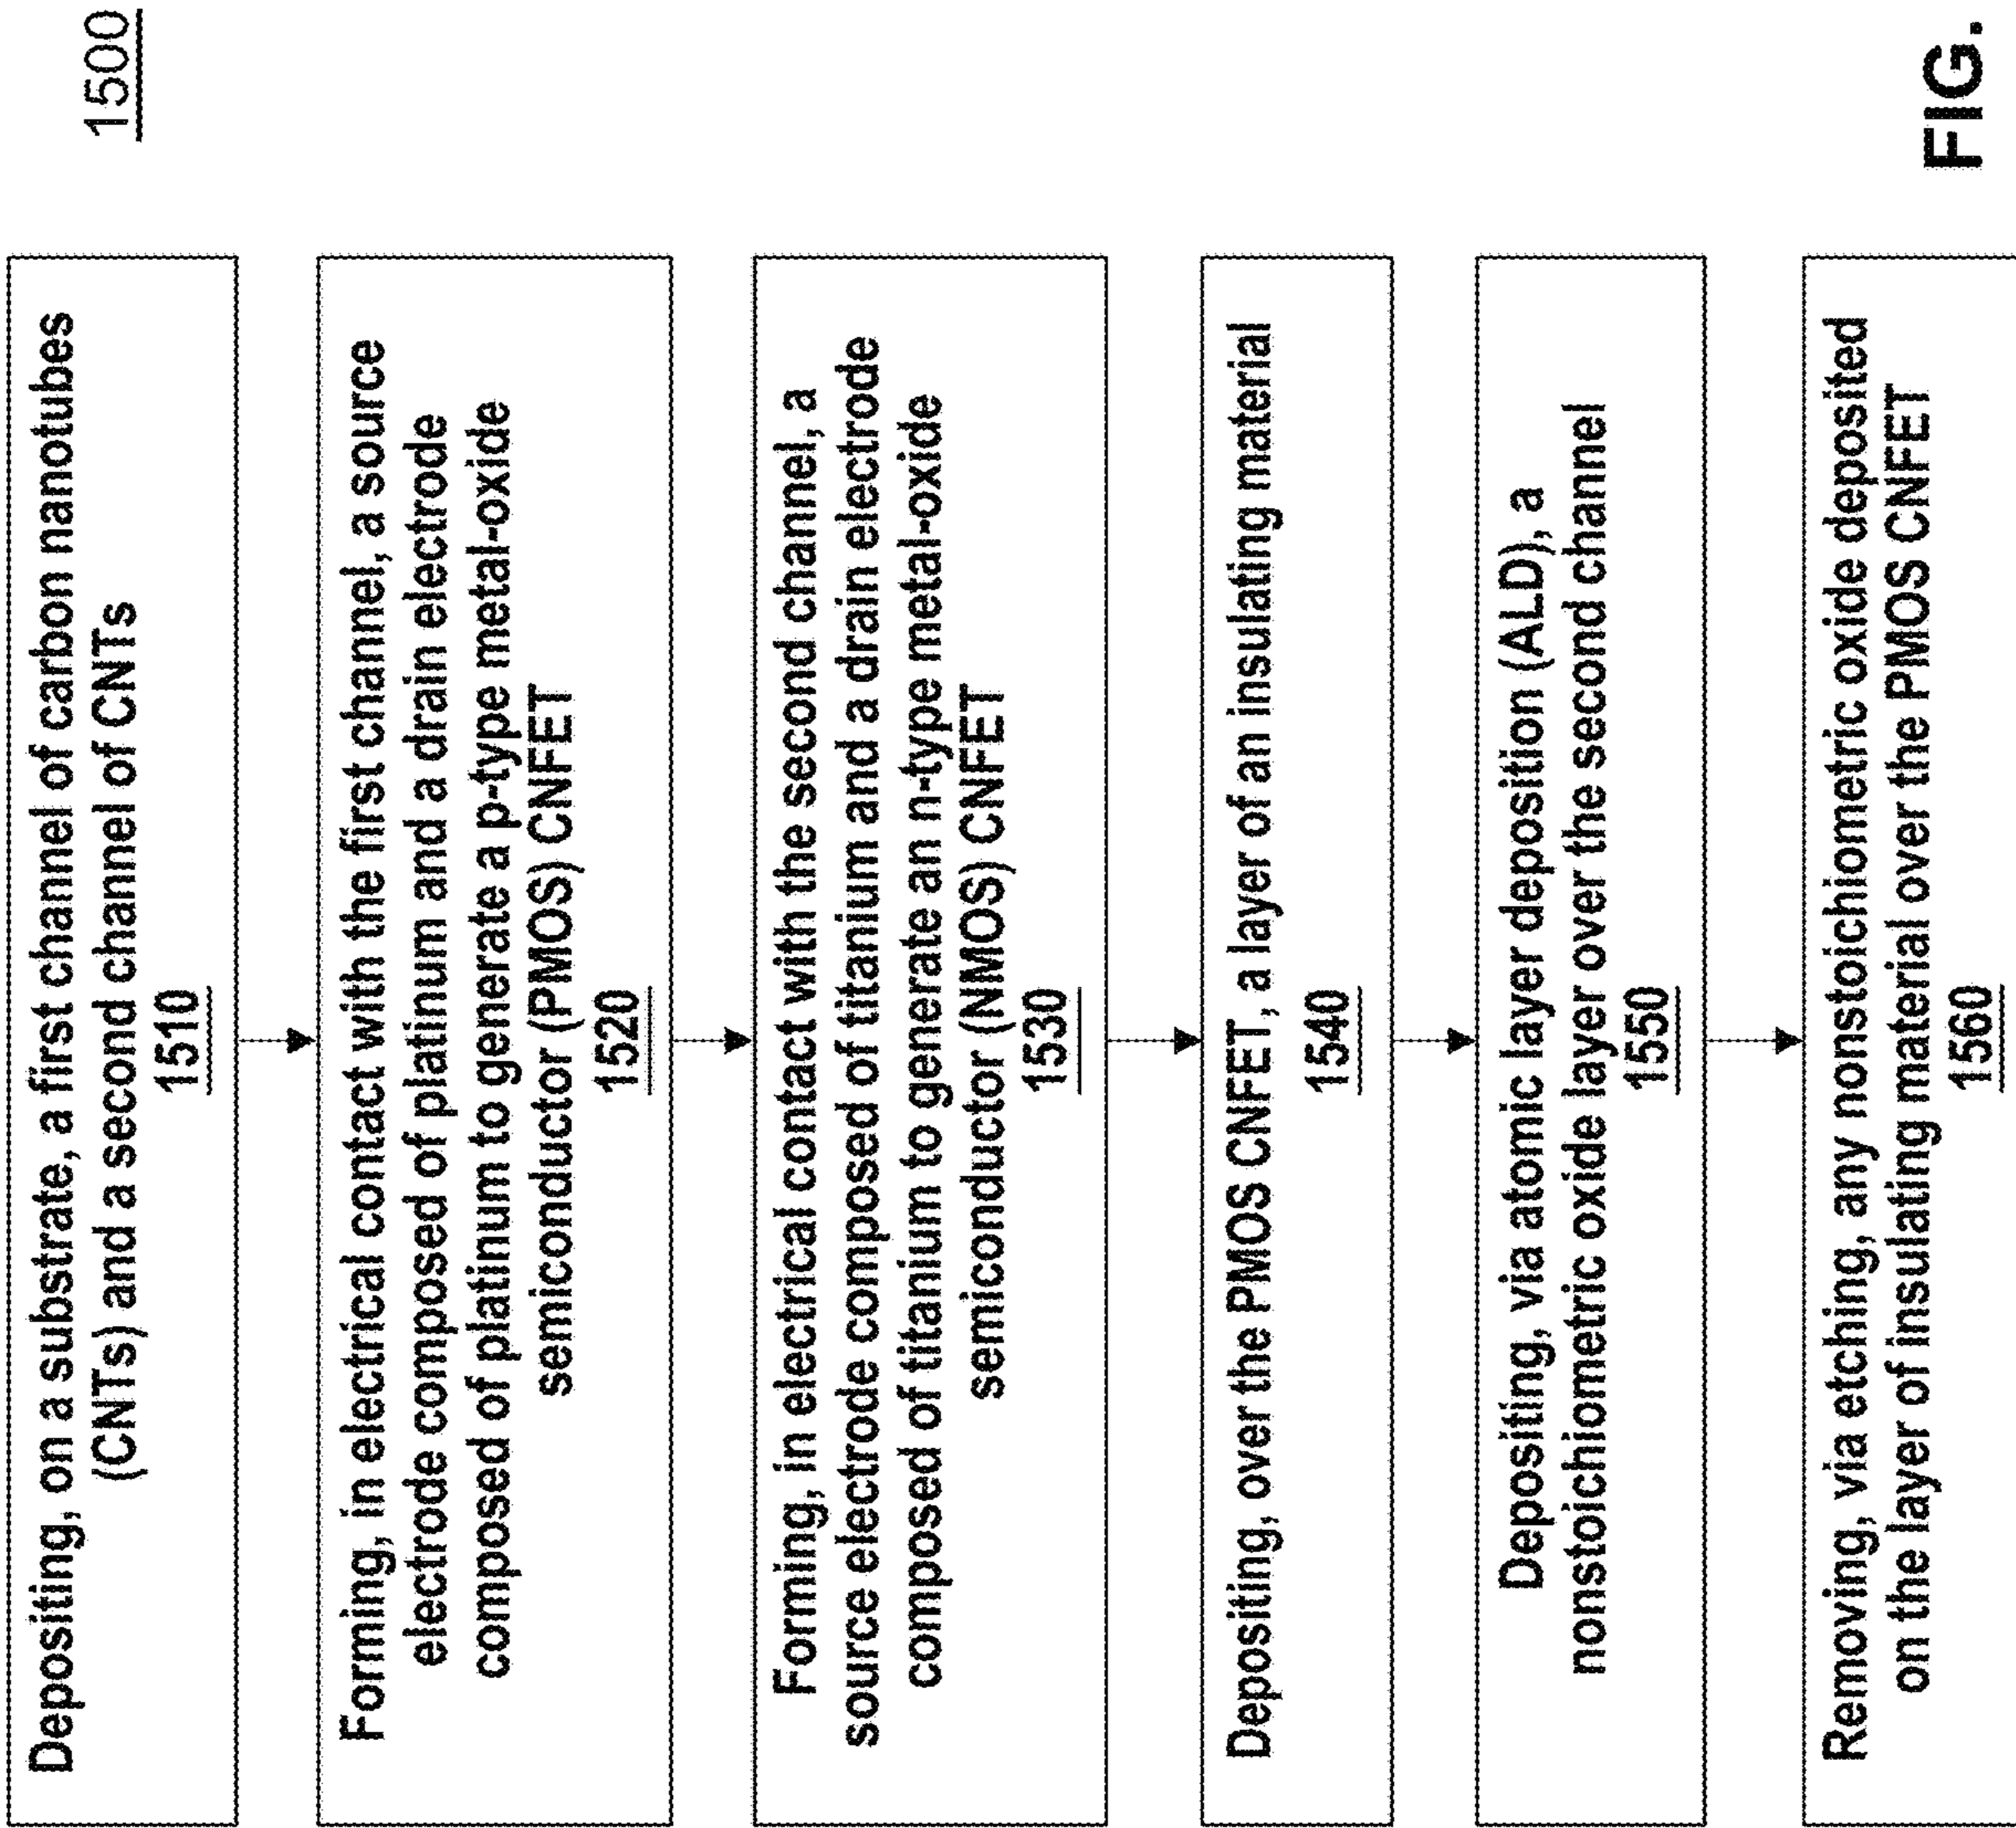 1500
Depositing, on a substrate, a first channel of carbon nanotubes
(CNTs) and a second channel of CNTs
1510
Forming, in electrical contact with the first channel, a source
electrode composed of platinum and a drain electrode
composed of platinum to generate a p-type metal-oxide
semiconductor (PMOS) CNFET
1520
Forming, in electrical contact with the second channel, a
source electrode composed of titanium and a drain electrode
composed of titanium to generate an n-type metal-oxide
semiconductor (NMOS) CNFET
1530
Depositing, over the PMOS CNFET, a layer of an insulating material
1540
Depositing, via atomic layer deposition (ALD), a
nonstoichiometric oxide layer over the second channel
1550
Removing, via etching, any nonstoichiometric oxide deposited
on the layer of insulating material over the PMOS CNFET
1560
FIG.